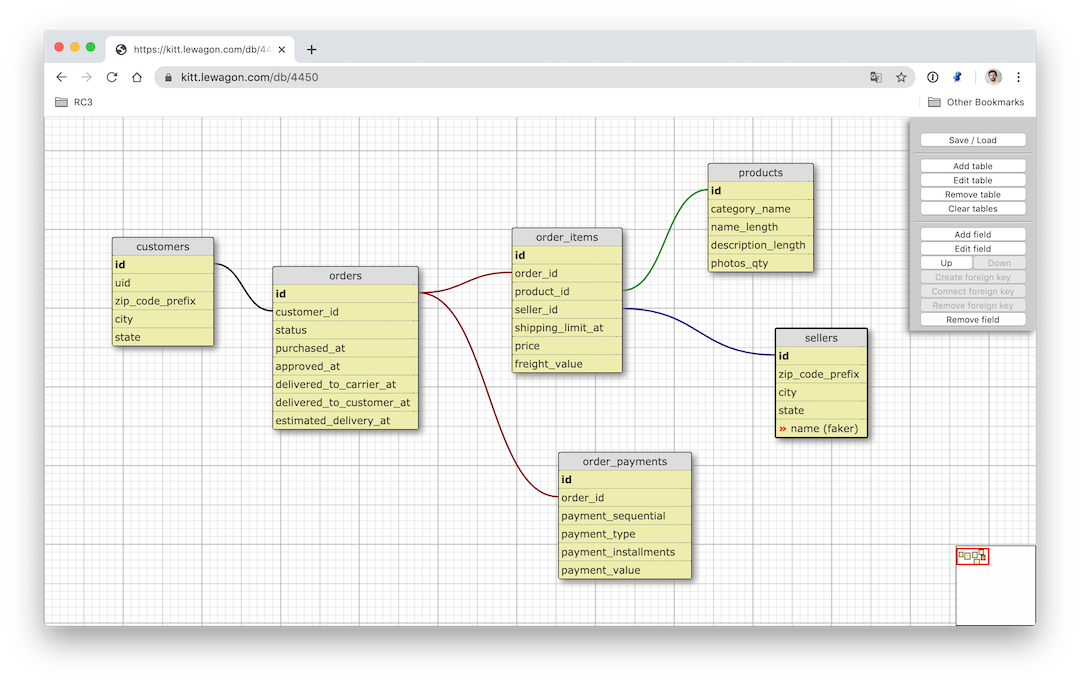 https://kitt.lewagon.com/db/44
kitt.lewagon.com/db/4450
RC3
Other Bookmarks
customers
id
uid
zip_code_prefix
city
state
orders
id
customer_id
status
purchased_at
approved_at
delivered_to_carrier_at
delivered_to_customer_at
estimated_delivery_at
order_items
id
order_id
product_id
seller_id
shipping_limit_at
price
freight_value
order_payments
id
order_id
payment_sequential
payment_type
payment_installments
payment_value
products
id
category_name
name_length
description_length
photos_qty
sellers
id
zip_code_prefix
city
state
» name (faker)
Save / Load
Add table
Edit table
Remove table
Clear tables
Add field
Edit field
Up Down
Create foreign key
Connect foreign key
Remove foreign key
Remove field